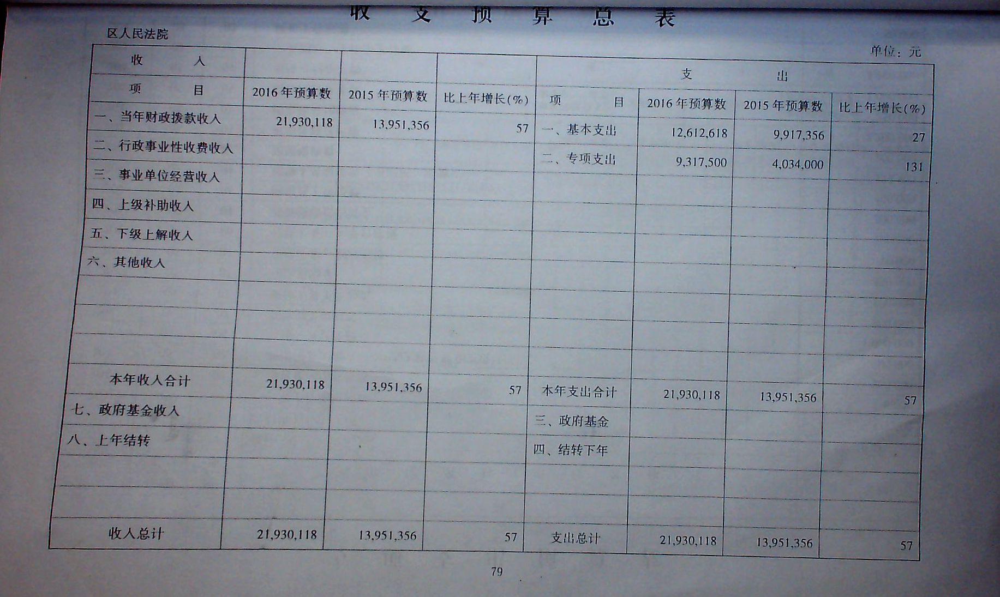 收 支 预 算 总 表
区人民法院
单位：元
收 入 支 出
项 目 2016 年预算数 2015 年预算数 比上年增长(%) 项 目 2016 年预算数 2015 年预算数 比上年增长(%)
一、当年财政拨款收入 21,930,118 13,951,356 57 一、基本支出 12,612,618 9,917,356 27
二、行政事业性收费收入 二、专项支出 9,317,500 4,034,000 131
三、事业单位经营收入
四、上级补助收入
五、下级上解收入
六、其他收入
本年收入合计 21,930,118 13,951,356 57 本年支出合计 21,930,118 13,951,356 57
七、政府基金收入 三、政府基金
八、上年结转 四、结转下年
收入总计 21,930,118 13,951,356 57 支出总计 21,930,118 13,951,356 57
79